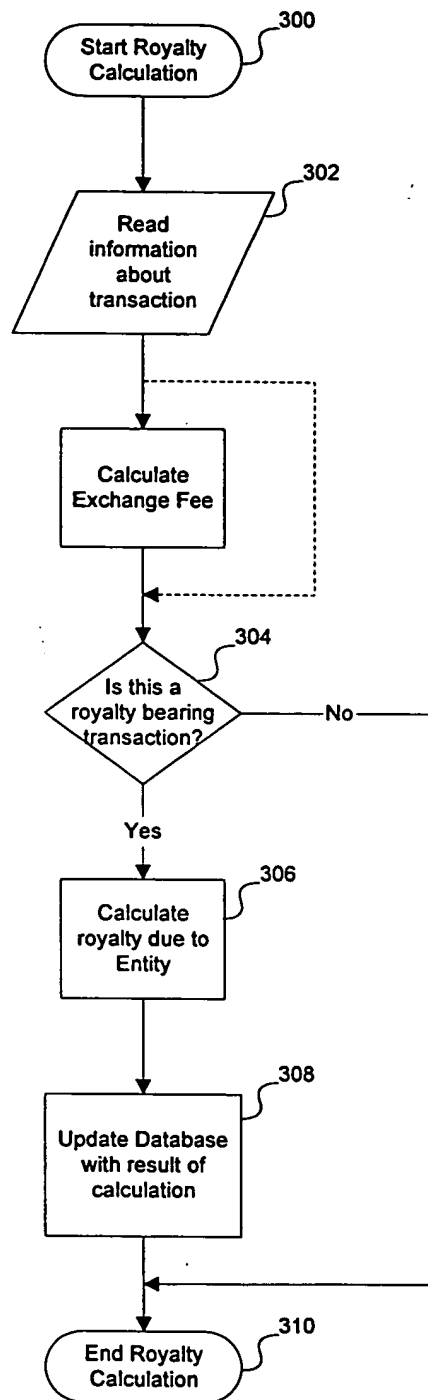 300
Start Royalty
Calculation
302
Read
information
about
transaction
Calculate
Exchange Fee
304
Is this a
royalty bearing
transaction?
No
Yes
306
Calculate
royalty due to
Entity
308
Update Database
with result of
calculation
310
End Royalty
Calculation